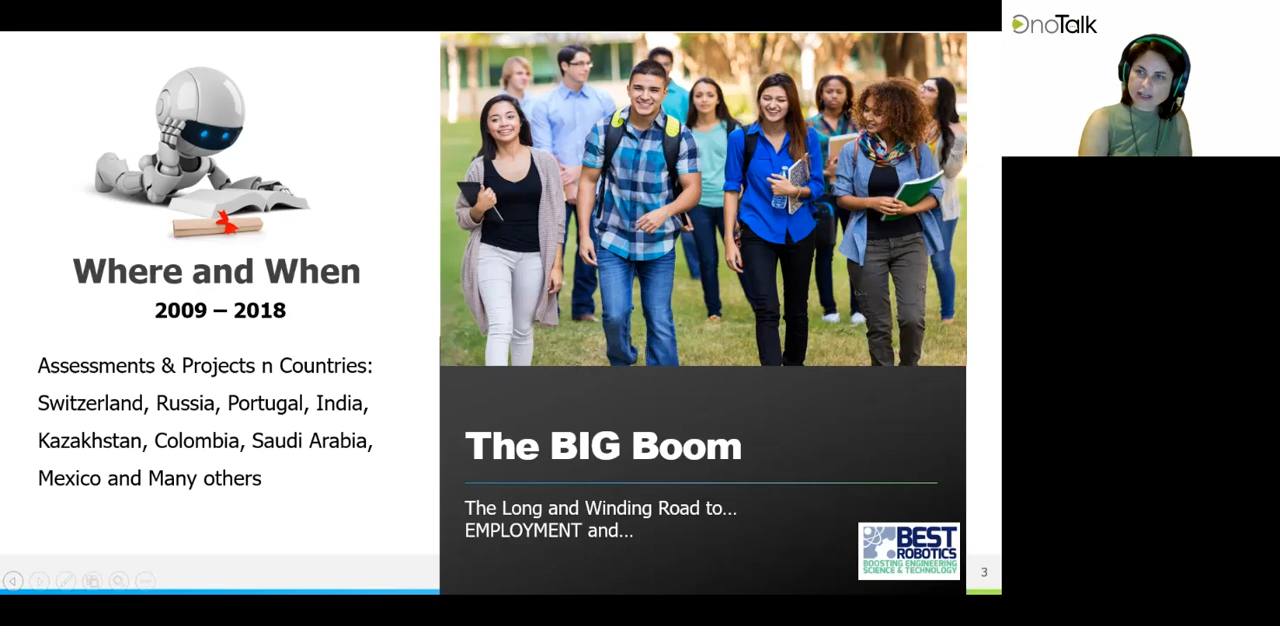 Where and When
2009 – 2018
Assessments & Projects n Countries:
Switzerland, Russia, Portugal, India,
Kazakhstan, Colombia, Saudi Arabia,
Mexico and Many others
The BIG Boom
The Long and Winding Road to...
EMPLOYMENT and...
BEST
ROBOTICS
BOOSTING ENGINEERING
SCIENCE & TECHNOLOGY
3
OnoTalk